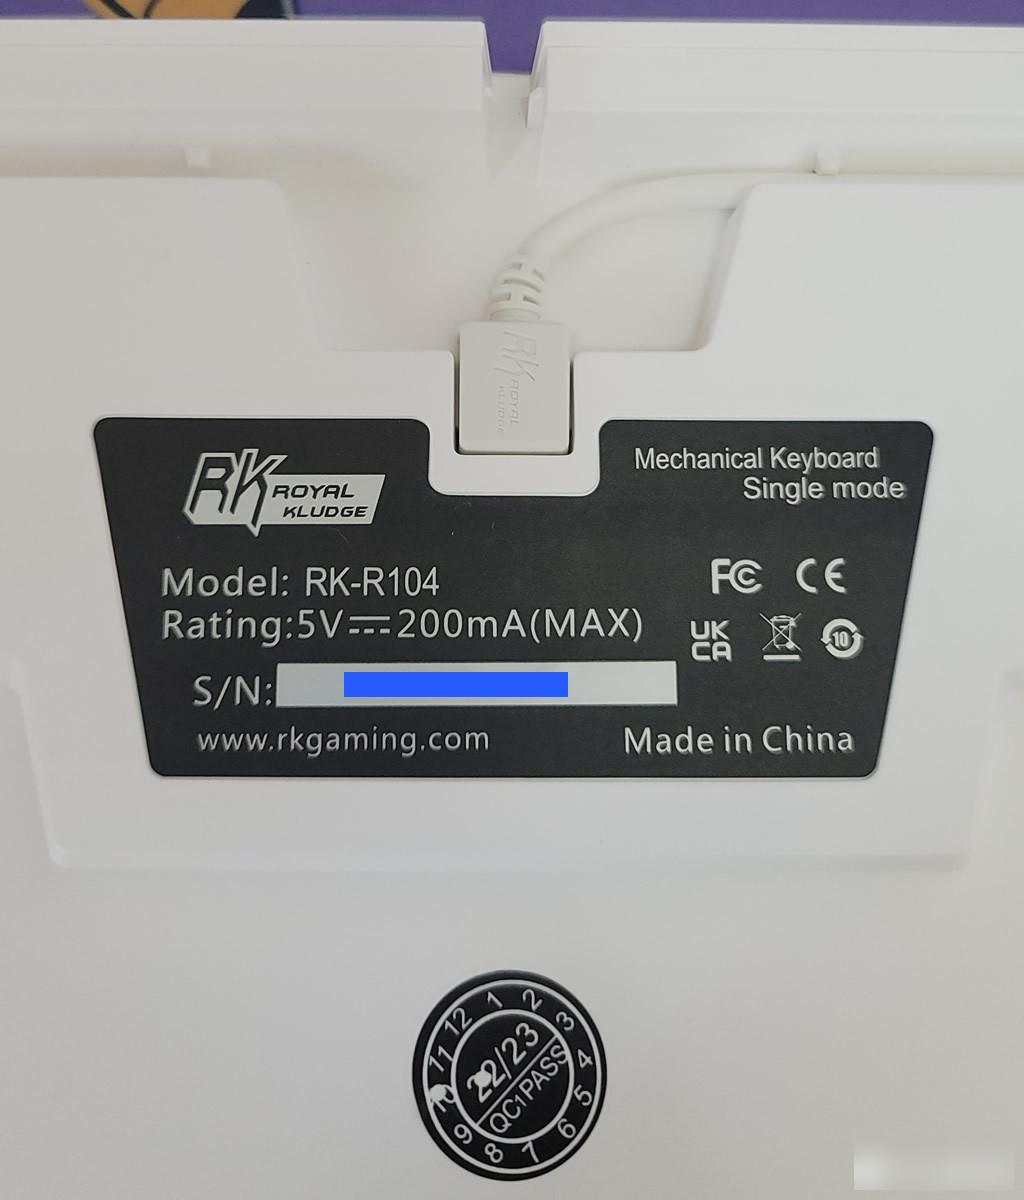 RK ROYAL
KLUDGE
RK ROYAL
KLUDGE
Mechanical Keyboard
Single mode
Model: RK-R104
Rating:5V⎓200mA(MAX)
FC CE
UK
CA
10
S/N:
www.rkgaming.com
Made in China
1 2 3 4 5 6 7 8 9 11 12
22/23
QC1PASS